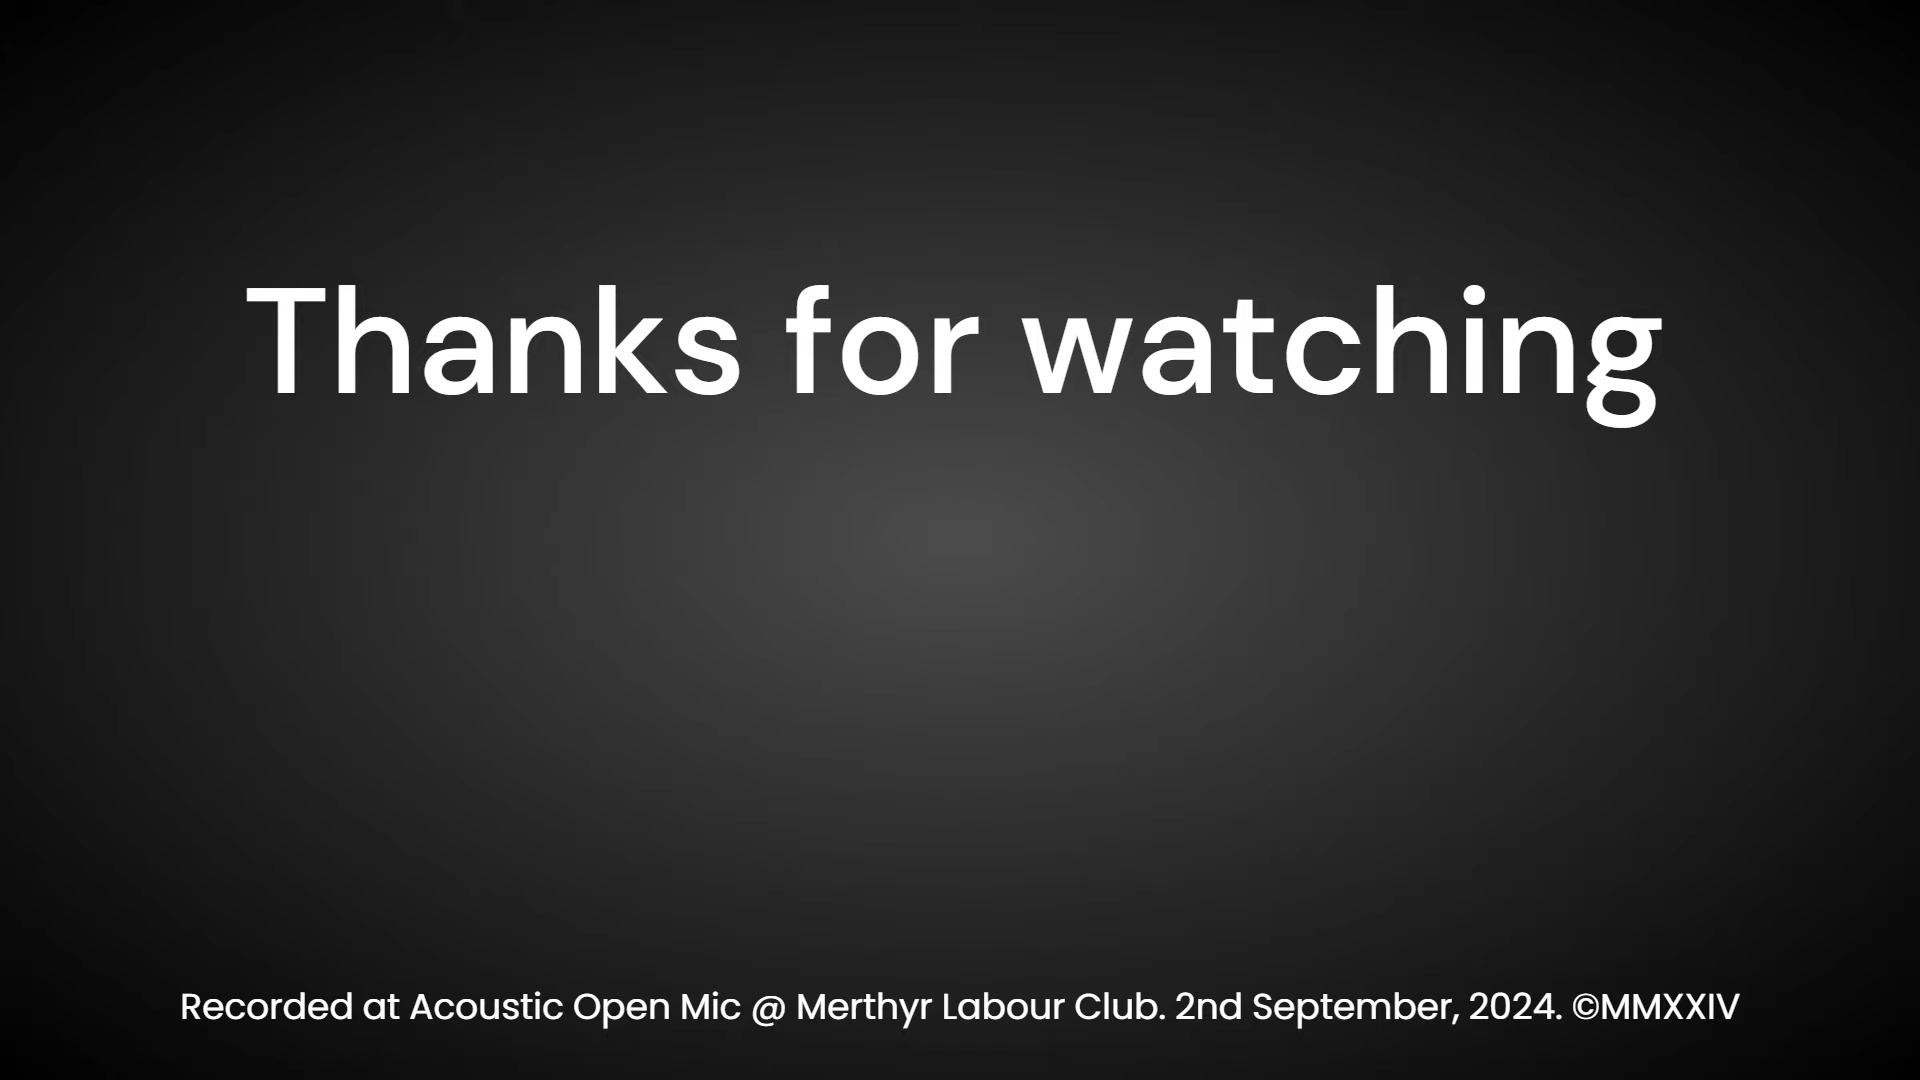 Thanks for watching
Recorded at Acoustic Open Mic @ Merthyr Labour Club. 2nd September, 2024. ©MMXXIV